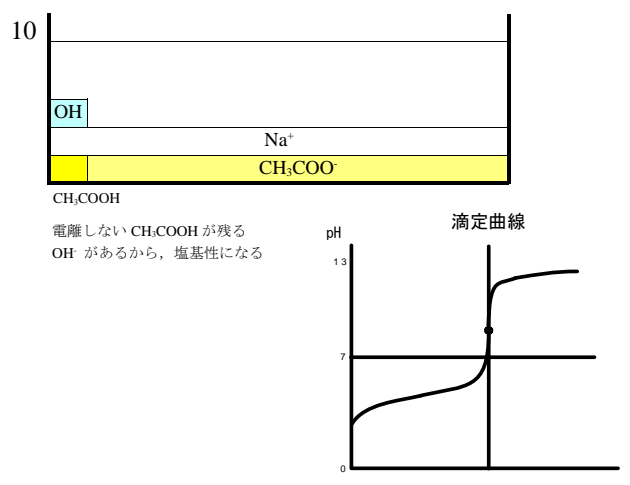 10
OH
Na⁺
CH₃COO⁻
CH₃COOH
電離しない CH₃COOH が残る
OH⁻ があるから，塩基性になる
滴定曲線
pH
13
7
0